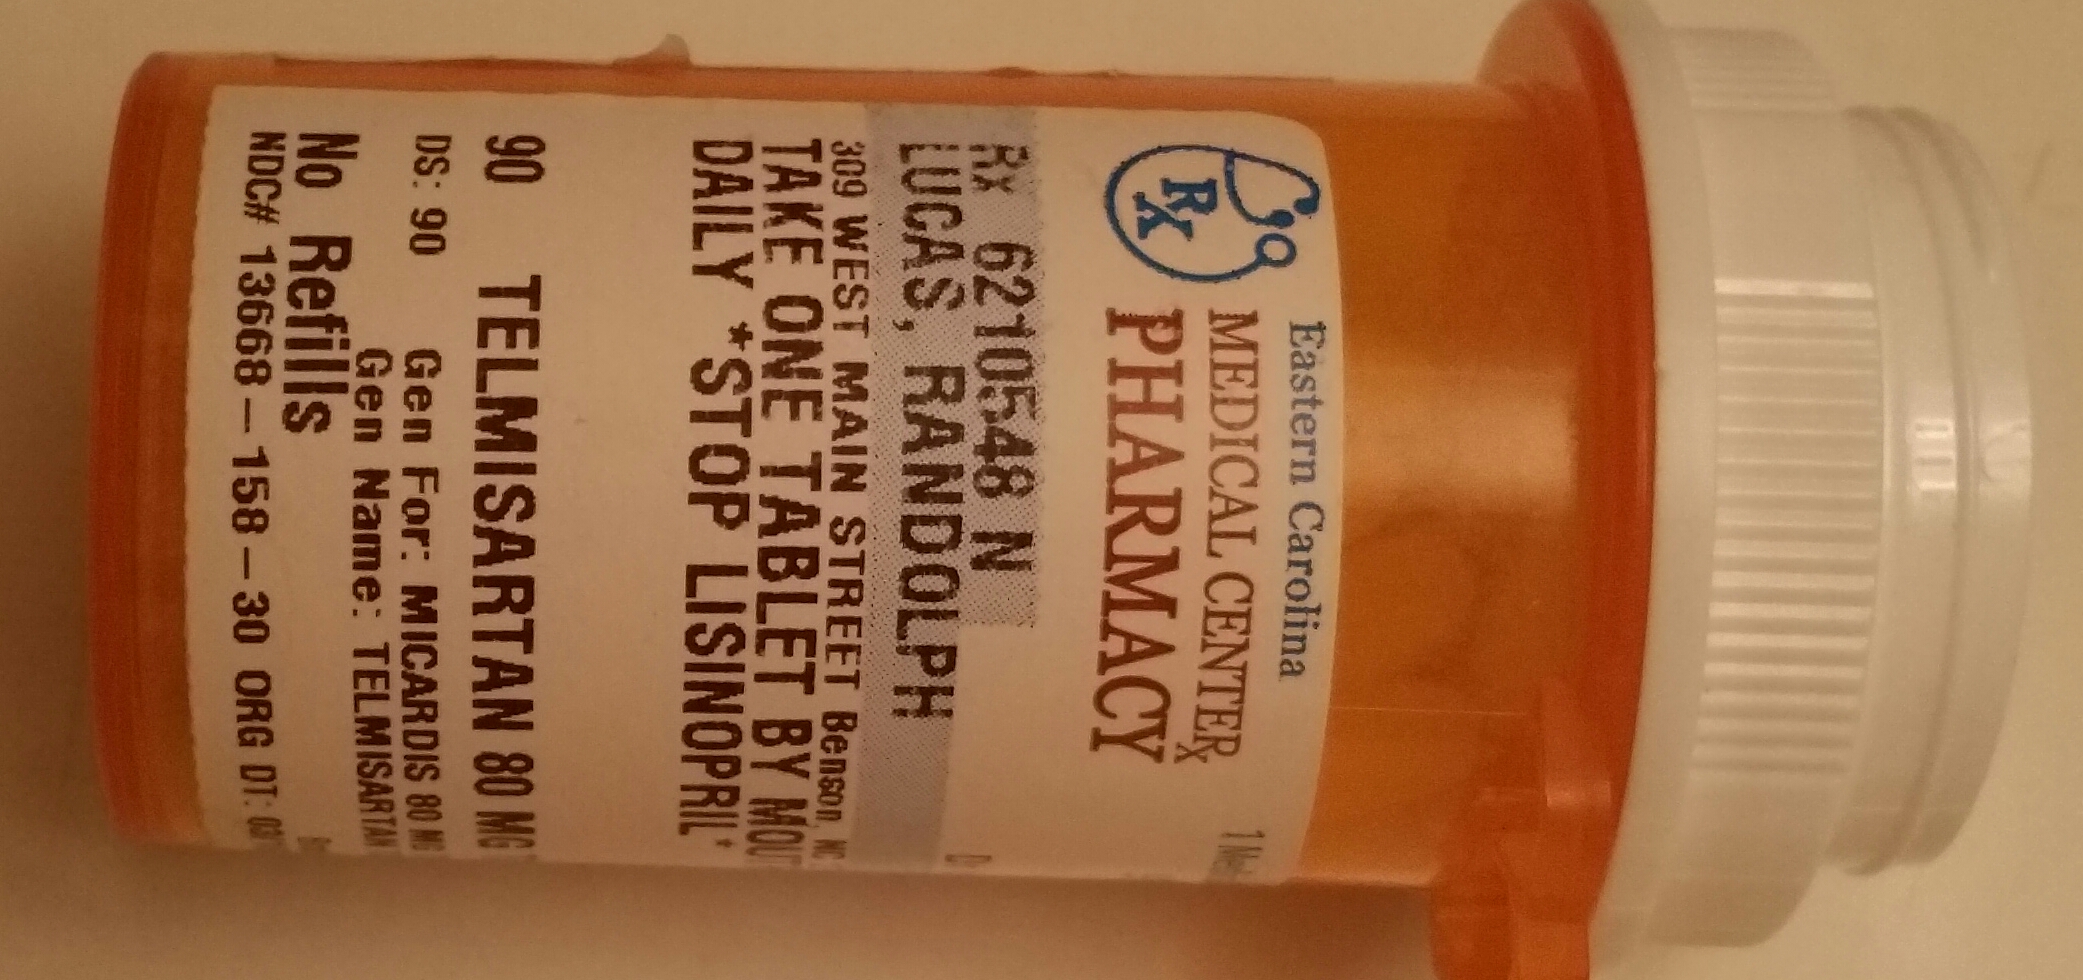 Eastern Carolina
MEDICAL CENTER
Rx
PHARMACY
Rx 6210548 N
LUCAS, RANDOLPH
309 WEST MAIN STREET Benson, NC
TAKE ONE TABLET BY
DAILY *STOP LISINOPRIL*
90 TELMISARTAN 80 MG
DS: 90 Gen For: MICARDIS 80 MG
Gen Name: TELMISARTAN
No Refills
NDC# 13668-158-30 ORG DT: